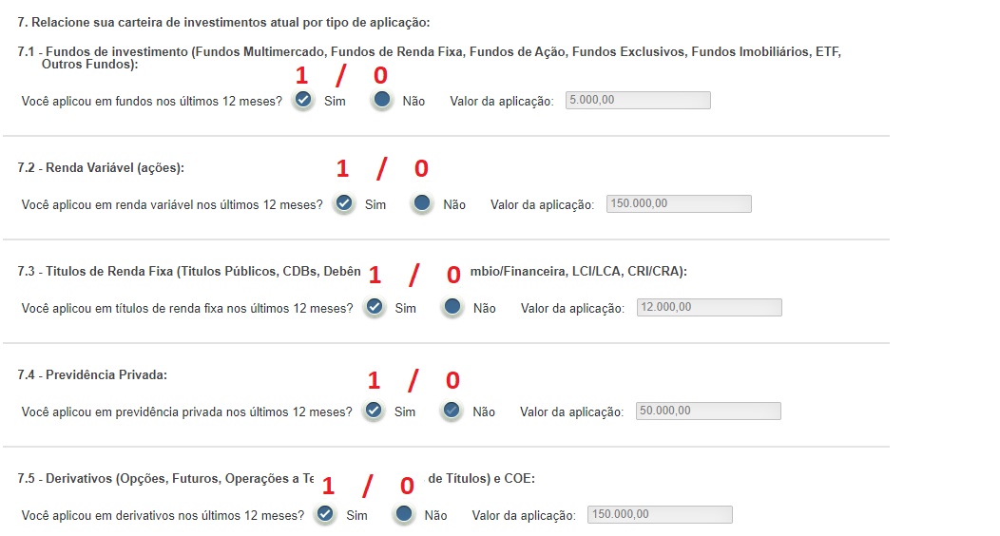 7. Relacione sua carteira de investimentos atual por tipo de aplicação:
7.1 - Fundos de investimento (Fundos Multimercado, Fundos de Renda Fixa, Fundos de Ação, Fundos Exclusivos, Fundos Imobiliários, ETF,
Outros Fundos):
1 / 0
Você aplicou em fundos nos últimos 12 meses? Sim Não Valor da aplicação: 5.000,00
7.2 - Renda Variável (ações):
1 / 0
Você aplicou em renda variável nos últimos 12 meses? Sim Não Valor da aplicação: 150.000,00
7.3 - Titulos de Renda Fixa (Titulos Públicos, CDBs, Debên 1 / 0 mbio/Financeira, LCI/LCA, CRI/CRA):
Você aplicou em títulos de renda fixa nos últimos 12 meses? Sim Não Valor da aplicação: 12.000,00
7.4 - Previdência Privada:
1 / 0
Você aplicou em previdência privada nos últimos 12 meses? Sim Não Valor da aplicação: 50.000,00
7.5 - Derivativos (Opções, Futuros, Operações a Te 1 / 0 de Títulos) e COE:
Você aplicou em derivativos nos últimos 12 meses? Sim Não Valor da aplicação: 150.000,00